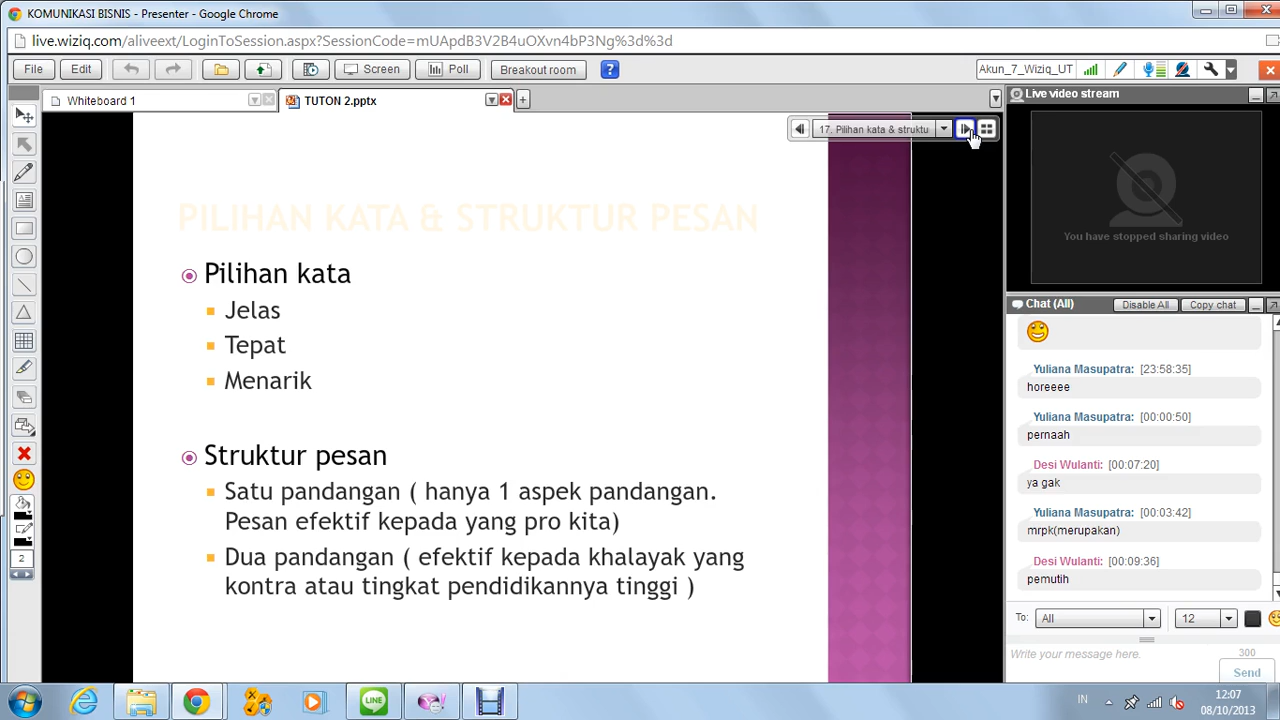 KOMUNIKASI BISNIS - Presenter - Google Chrome
live.wiziq.com/aliveext/LoginToSession.aspx?SessionCode=mUApdB3V2B4uOXvn4bP3Ng%3d%3d
File Edit Screen Poll Breakout room ? Akun_7_Wiziq_UT
Whiteboard 1 TUTON 2.pptx
Live video stream
17. Pilihan kata & struktu
You have stopped sharing video
PILIHAN KATA & STRUKTUR PESAN
Pilihan kata
Jelas
Tepat
Menarik
Struktur pesan
Satu pandangan ( hanya 1 aspek pandangan.
Pesan efektif kepada yang pro kita)
Dua pandangan ( efektif kepada khalayak yang
kontra atau tingkat pendidikannya tinggi )
2
Chat (All) Disable All Copy chat
Yuliana Masupatra: [23:58:35]
horeeee
Yuliana Masupatra: [00:00:50]
pernaah
Desi Wulanti: [00:07:20]
ya gak
Yuliana Masupatra: [00:03:42]
mrpk(merupakan)
Desi Wulanti: [00:09:36]
pemutih
To: All 12
Write your message here. 300
Send
LINE
IN
12:07
08/10/2013